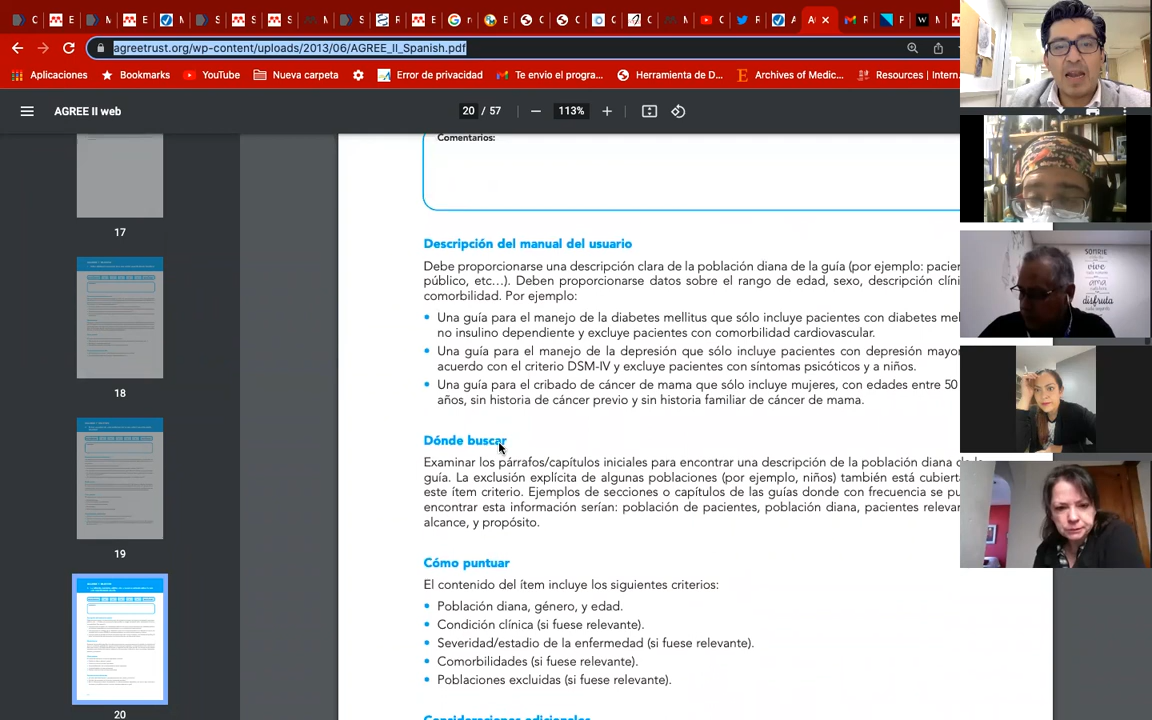 agreetrust.org/wp-content/uploads/2013/06/AGREE_II_Spanish.pdf
Aplicaciones
Bookmarks
YouTube
Nueva carpeta
Error de privacidad
Te envio el progra...
Herramienta de D...
Archives of Medic...
Resources | Intern...
AGREE II web
20 / 57
113%
17
18
19
20
Comentarios:
Descripción del manual del usuario
Debe proporcionarse una descripción clara de la población diana de la guía (por ejemplo: pacien
público, etc...). Deben proporcionarse datos sobre el rango de edad, sexo, descripción clíni
comorbilidad. Por ejemplo:
• Una guía para el manejo de la diabetes mellitus que sólo incluye pacientes con diabetes mel
no insulino dependiente y excluye pacientes con comorbilidad cardiovascular.
• Una guía para el manejo de la depresión que sólo incluye pacientes con depresión mayor
acuerdo con el criterio DSM-IV y excluye pacientes con síntomas psicóticos y a niños.
• Una guía para el cribado de cáncer de mama que sólo incluye mujeres, con edades entre 50
años, sin historia de cáncer previo y sin historia familiar de cáncer de mama.
Dónde buscar
Examinar los párrafos/capítulos iniciales para encontrar una descripción de la población diana de la
guía. La exclusión explícita de algunas poblaciones (por ejemplo, niños) también está cubiert
este ítem criterio. Ejemplos de secciones o capítulos de las guías donde con frecuencia se pu
encontrar esta información serían: población de pacientes, población diana, pacientes relevan
alcance, y propósito.
Cómo puntuar
El contenido del ítem incluye los siguientes criterios:
• Población diana, género, y edad.
• Condición clínica (si fuese relevante).
• Severidad/estadio de la enfermedad (si fuese relevante).
• Comorbilidades (si fuese relevante).
• Poblaciones excluidas (si fuese relevante).
Consideraciones adicionales
SONRIE
vive
ama
disfruta